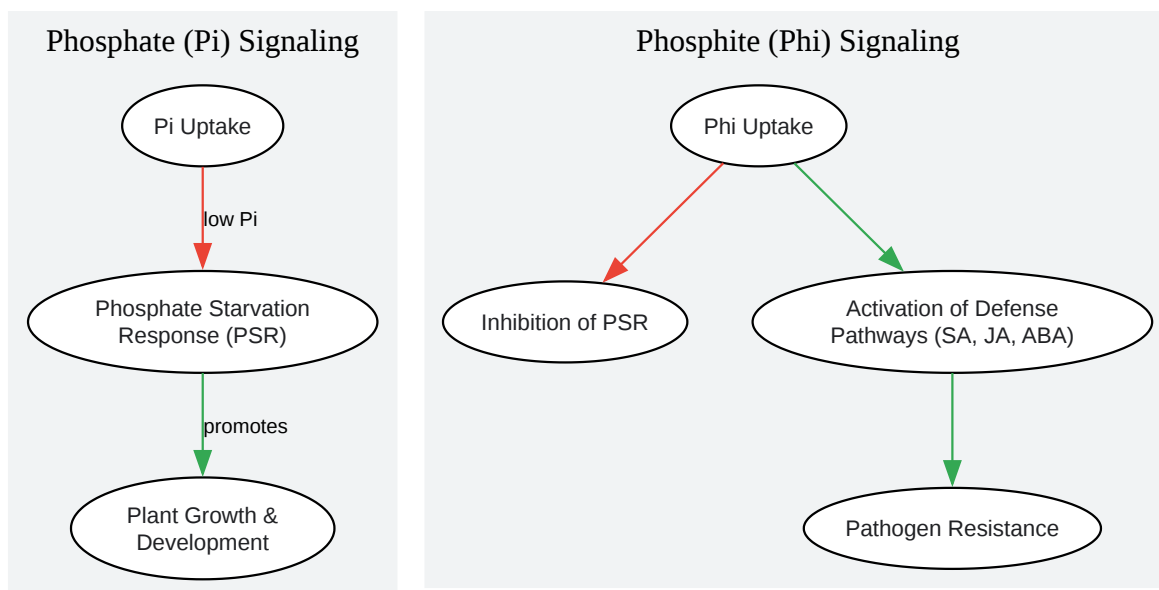 Phosphate (Pi) Signaling
Pi Uptake
low Pi
Phosphate Starvation
Response (PSR)
promotes
Plant Growth &
Development
Phosphite (Phi) Signaling
Phi Uptake
Inhibition of PSR
Activation of Defense
Pathways (SA, JA, ABA)
Pathogen Resistance